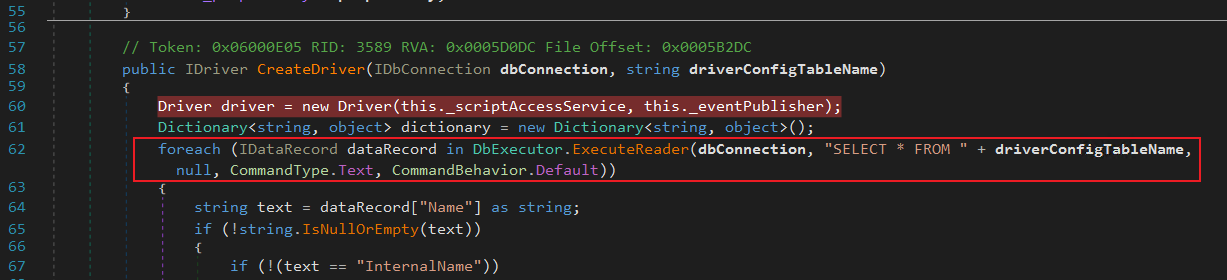 55 }
56
57 // Token: 0x06000E05 RID: 3589 RVA: 0x0005D0DC File Offset: 0x0005B2DC
58 public IDriver CreateDriver(IDbConnection dbConnection, string driverConfigTableName)
59 {
60 Driver driver = new Driver(this._scriptAccessService, this._eventPublisher);
61 Dictionary<string, object> dictionary = new Dictionary<string, object>();
62 foreach (IDataRecord dataRecord in DbExecutor.ExecuteReader(dbConnection, "SELECT * FROM " + driverConfigTableName,
null, CommandType.Text, CommandBehavior.Default))
63 {
64 string text = dataRecord["Name"] as string;
65 if (!string.IsNullOrEmpty(text))
66 {
67 if (!(text == "InternalName"))